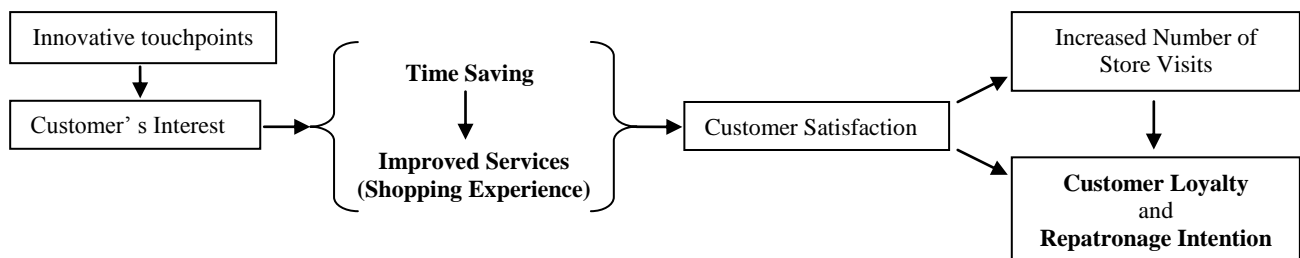 Innovative touchpoints
Customer’ s Interest
Time Saving
Improved Services
(Shopping Experience)
Customer Satisfaction
Increased Number of
Store Visits
Customer Loyalty
and
Repatronage Intention